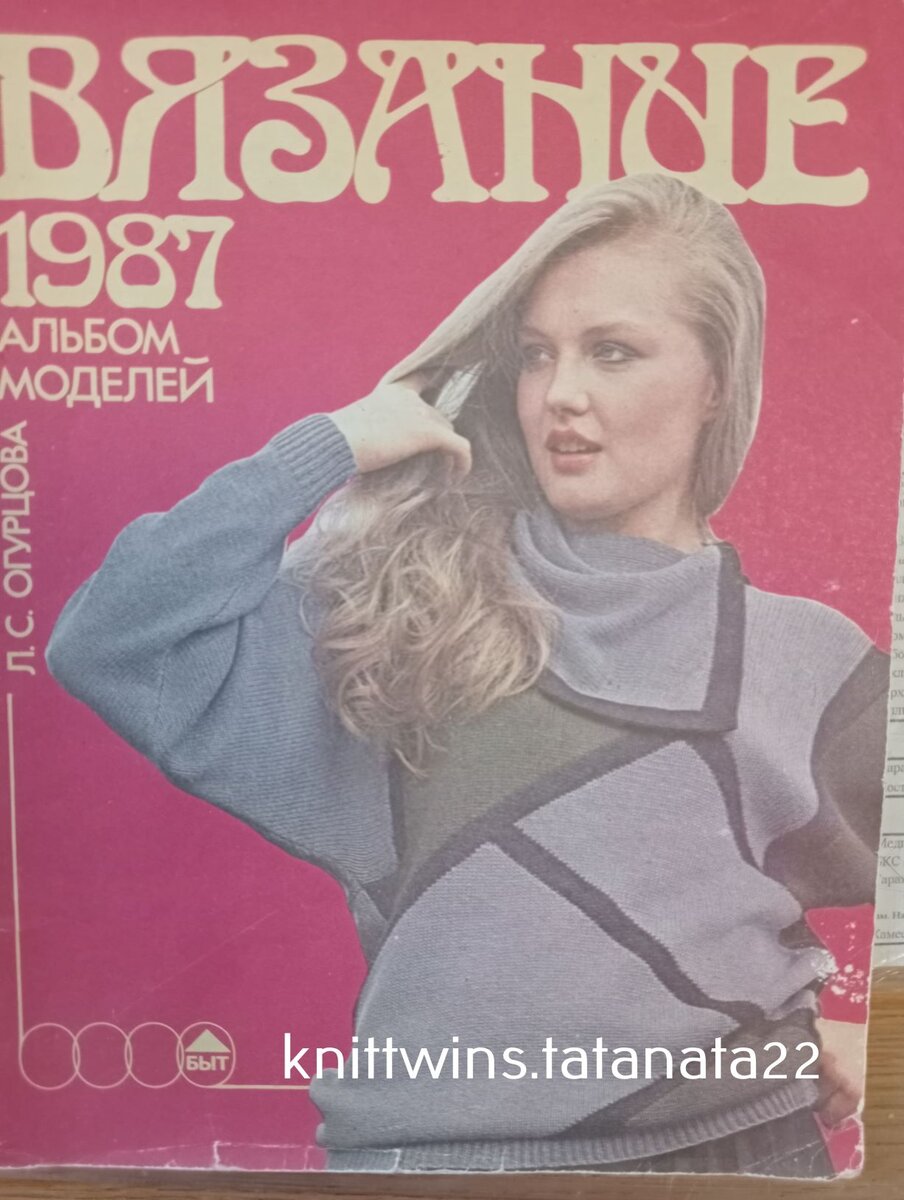 ВЯЗАНИЕ
1987
АЛЬБОМ
МОДЕЛЕЙ
Л. С. ОГУРЦОВА
БЫТ
knittwins.tatanata22